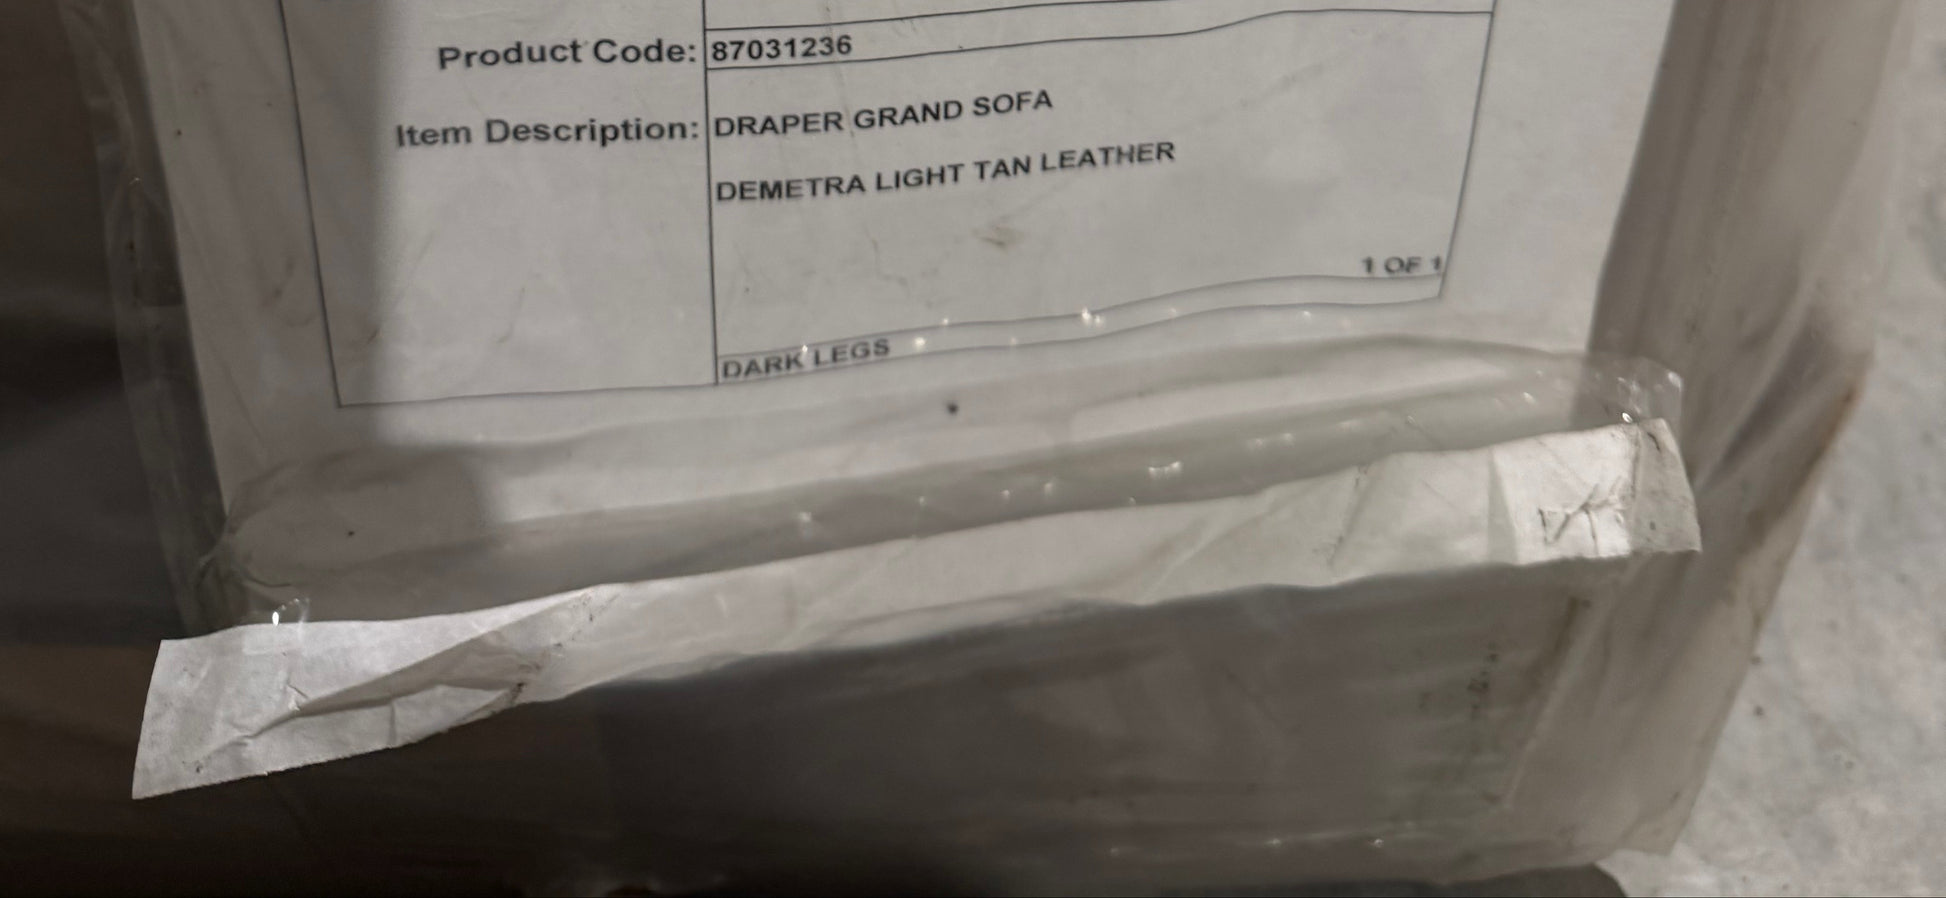 Product Code: 87031236
Item Description: DRAPER GRAND SOFA
DEMETRA LIGHT TAN LEATHER
1 OF 1
DARK LEGS